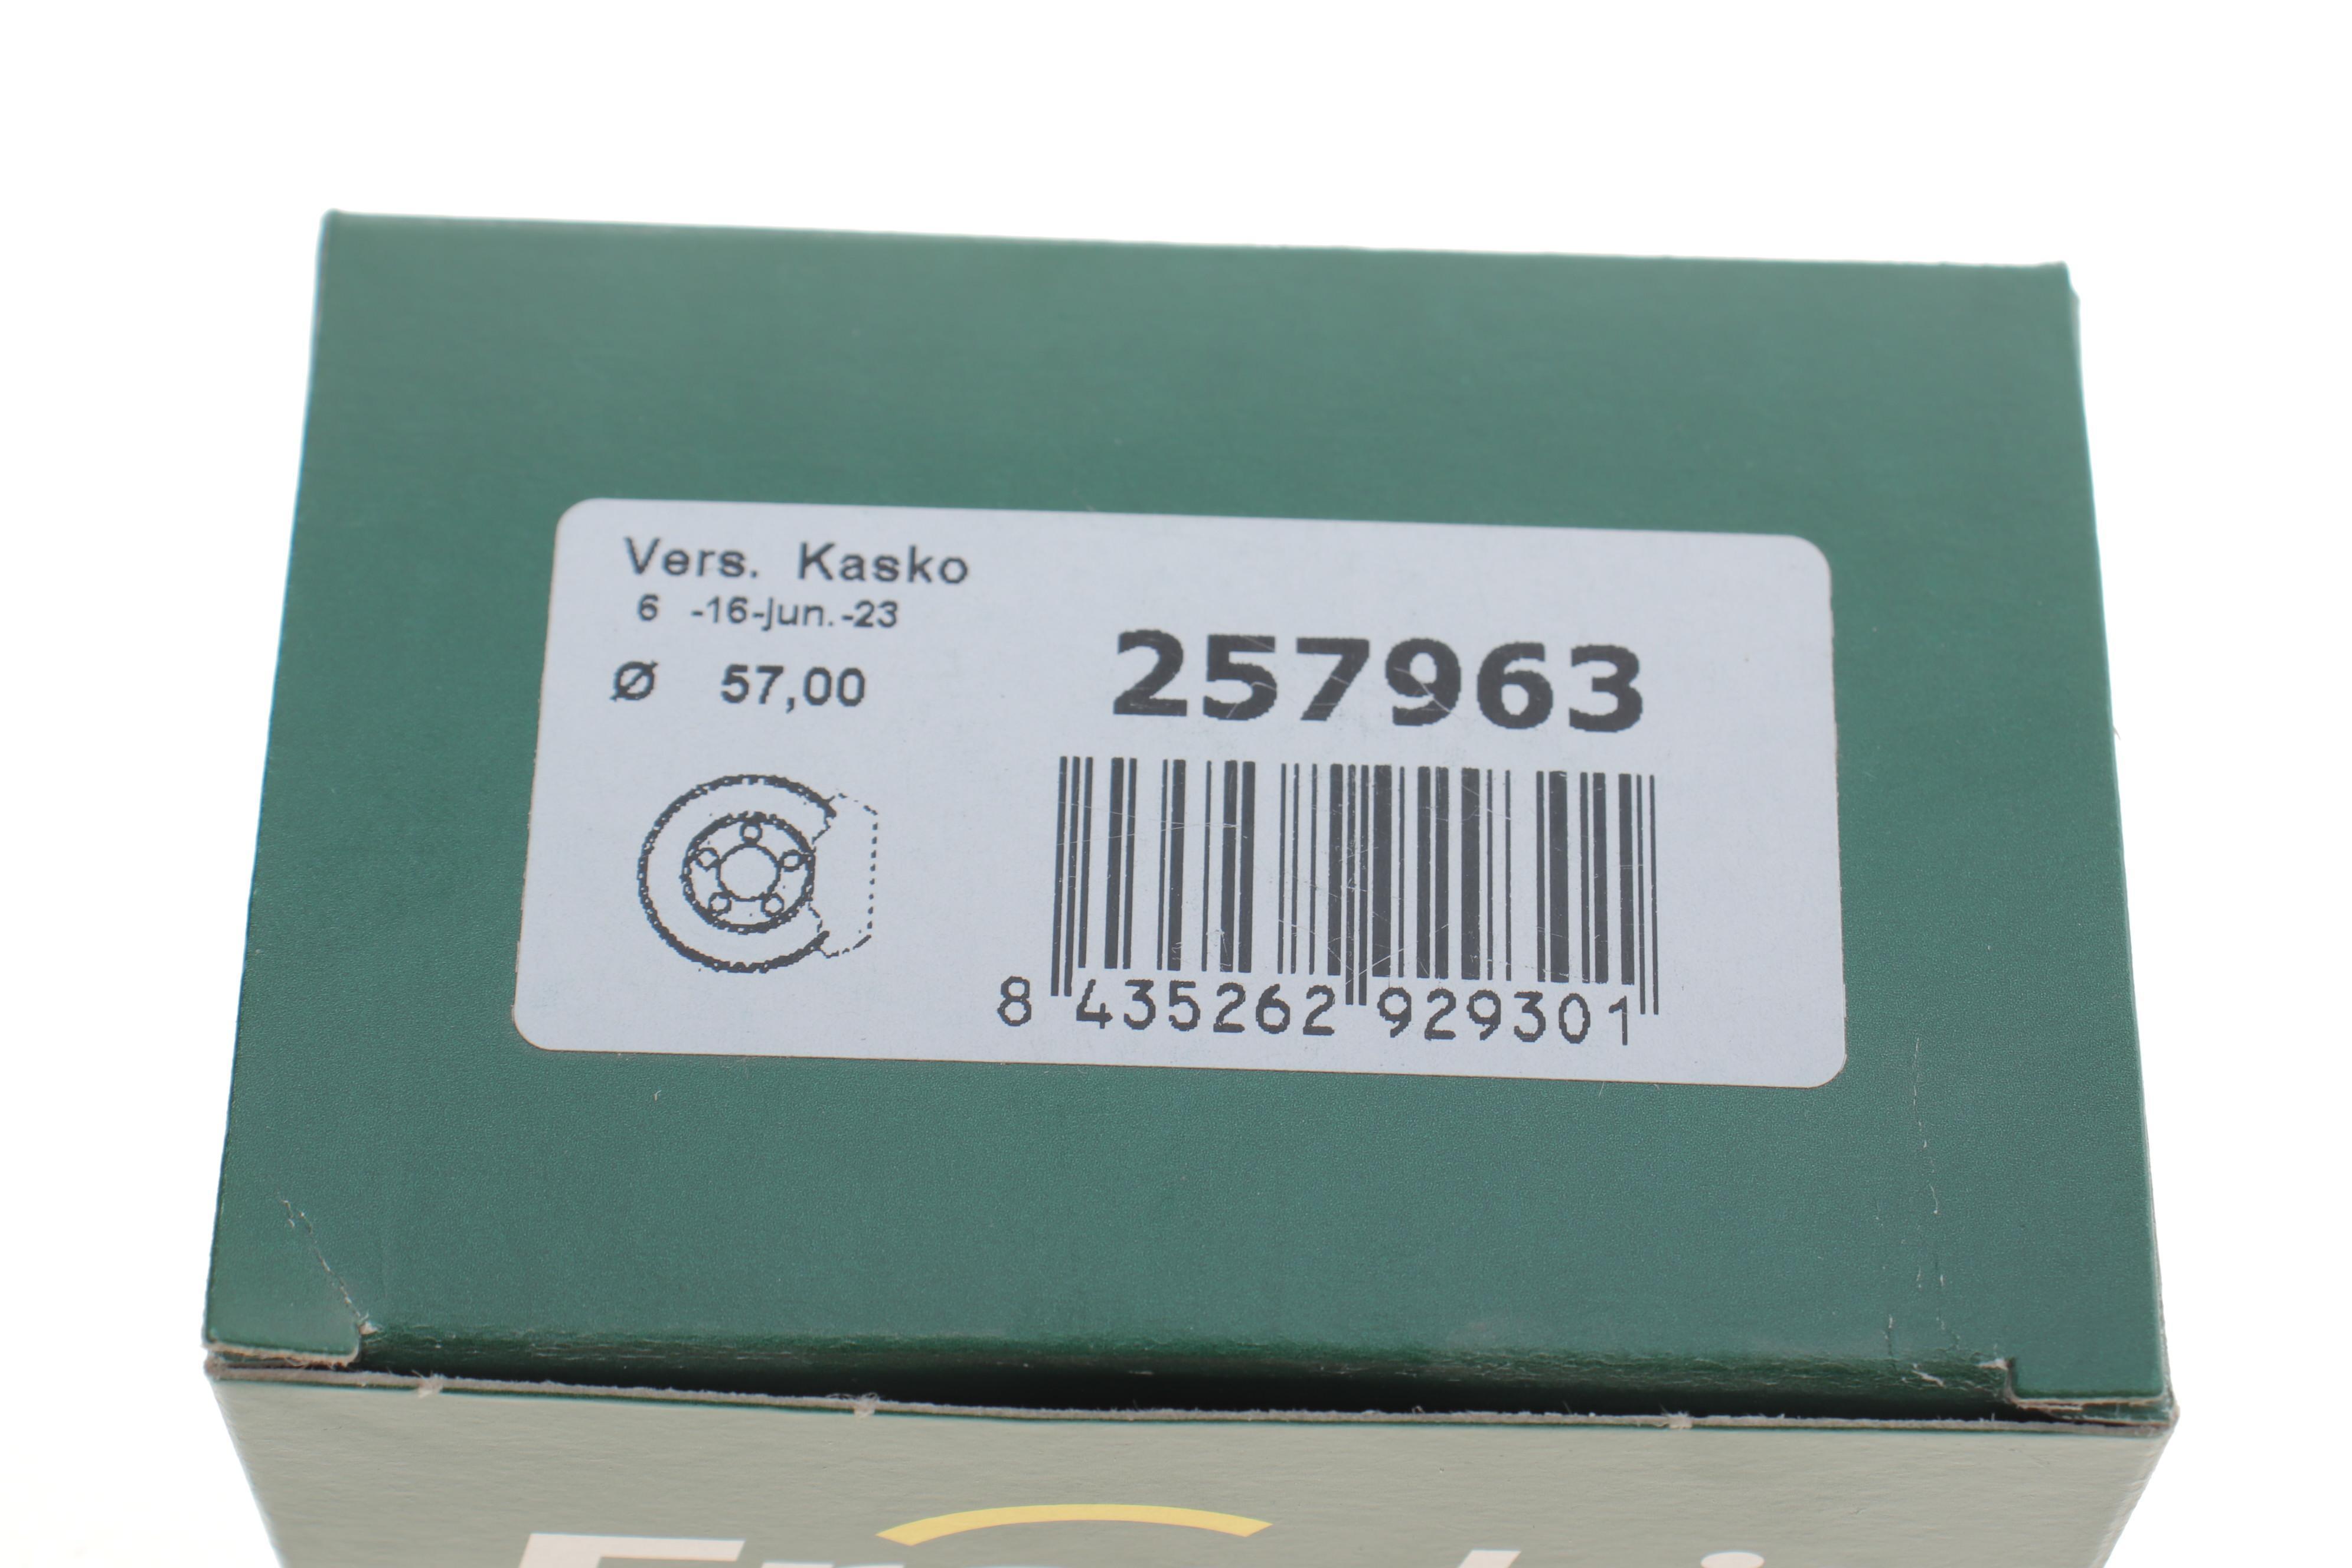 Vers. Kasko
6 -16-jun.-23
Ø 57,00
257963
8 435262 929301